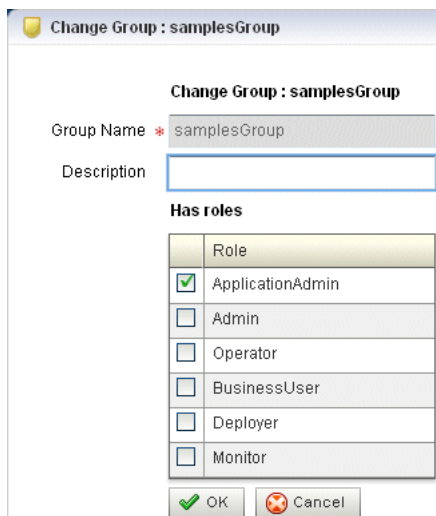 Change Group : samplesGroup
Change Group : samplesGroup
Group Name * samplesGroup
Description
Has roles
Role
ApplicationAdmin
Admin
Operator
BusinessUser
Deployer
Monitor
OK Cancel